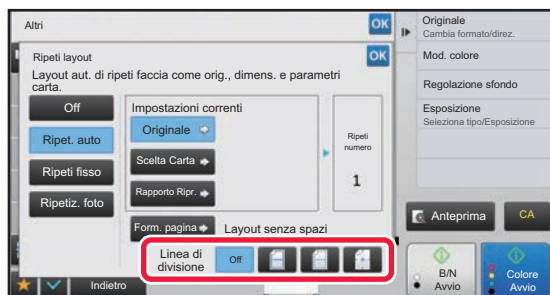 Altri
OK
Ripeti layout
OK
Layout aut. di ripeti faccia come orig., dimens. e parametri
carta.
Off
Ripet. auto
Ripeti fisso
Ripetiz. foto
Impostazioni correnti
Originale
Scelta Carta
Rapporto Ripr.
Ripeti
numero
1
Form. pagina
Layout senza spazi
Linea di
divisione
Off
Indietro
Originale
Cambia formato/direz.
Mod. colore
Regolazione sfondo
Esposizione
Seleziona tipo/Esposizione
Anteprima
CA
B/N
Avvio
Colore
Avvio